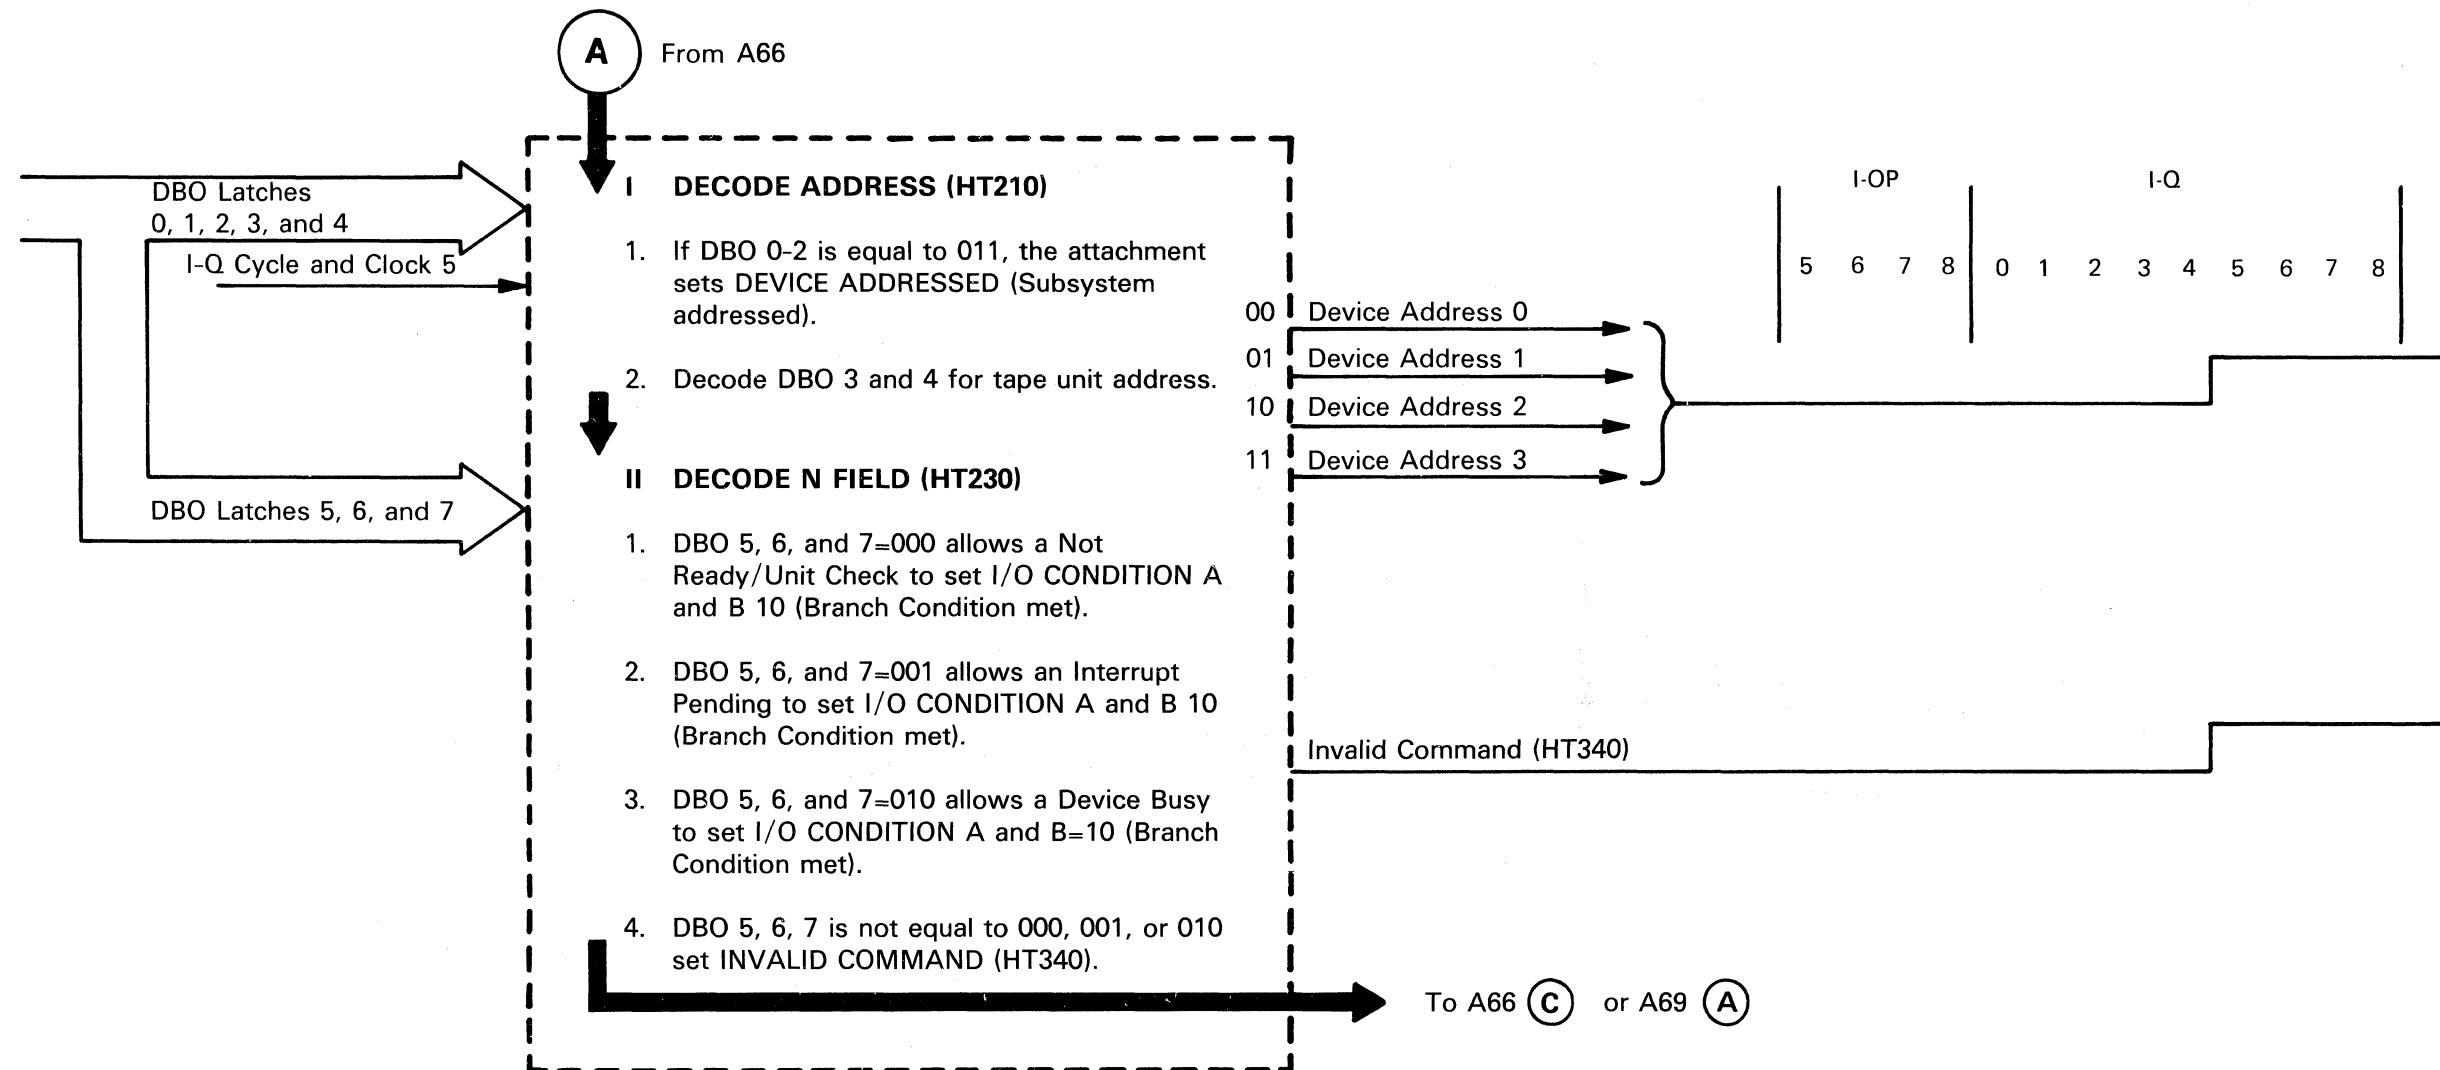 A From A66
DBO Latches
0, 1, 2, 3, and 4
I-Q Cycle and Clock 5
DBO Latches 5, 6, and 7
I DECODE ADDRESS (HT210)
1. If DBO 0-2 is equal to 011, the attachment
sets DEVICE ADDRESSED (Subsystem
addressed).
2. Decode DBO 3 and 4 for tape unit address.
II DECODE N FIELD (HT230)
1. DBO 5, 6, and 7=000 allows a Not
Ready/Unit Check to set I/O CONDITION A
and B 10 (Branch Condition met).
2. DBO 5, 6, and 7=001 allows an Interrupt
Pending to set I/O CONDITION A and B 10
(Branch Condition met).
3. DBO 5, 6, and 7=010 allows a Device Busy
to set I/O CONDITION A and B=10 (Branch
Condition met).
4. DBO 5, 6, 7 is not equal to 000, 001, or 010
set INVALID COMMAND (HT340).
00 Device Address 0
01 Device Address 1
10 Device Address 2
11 Device Address 3
I-OP I-Q
5 6 7 8 0 1 2 3 4 5 6 7 8
Invalid Command (HT340)
To A66 C or A69 A